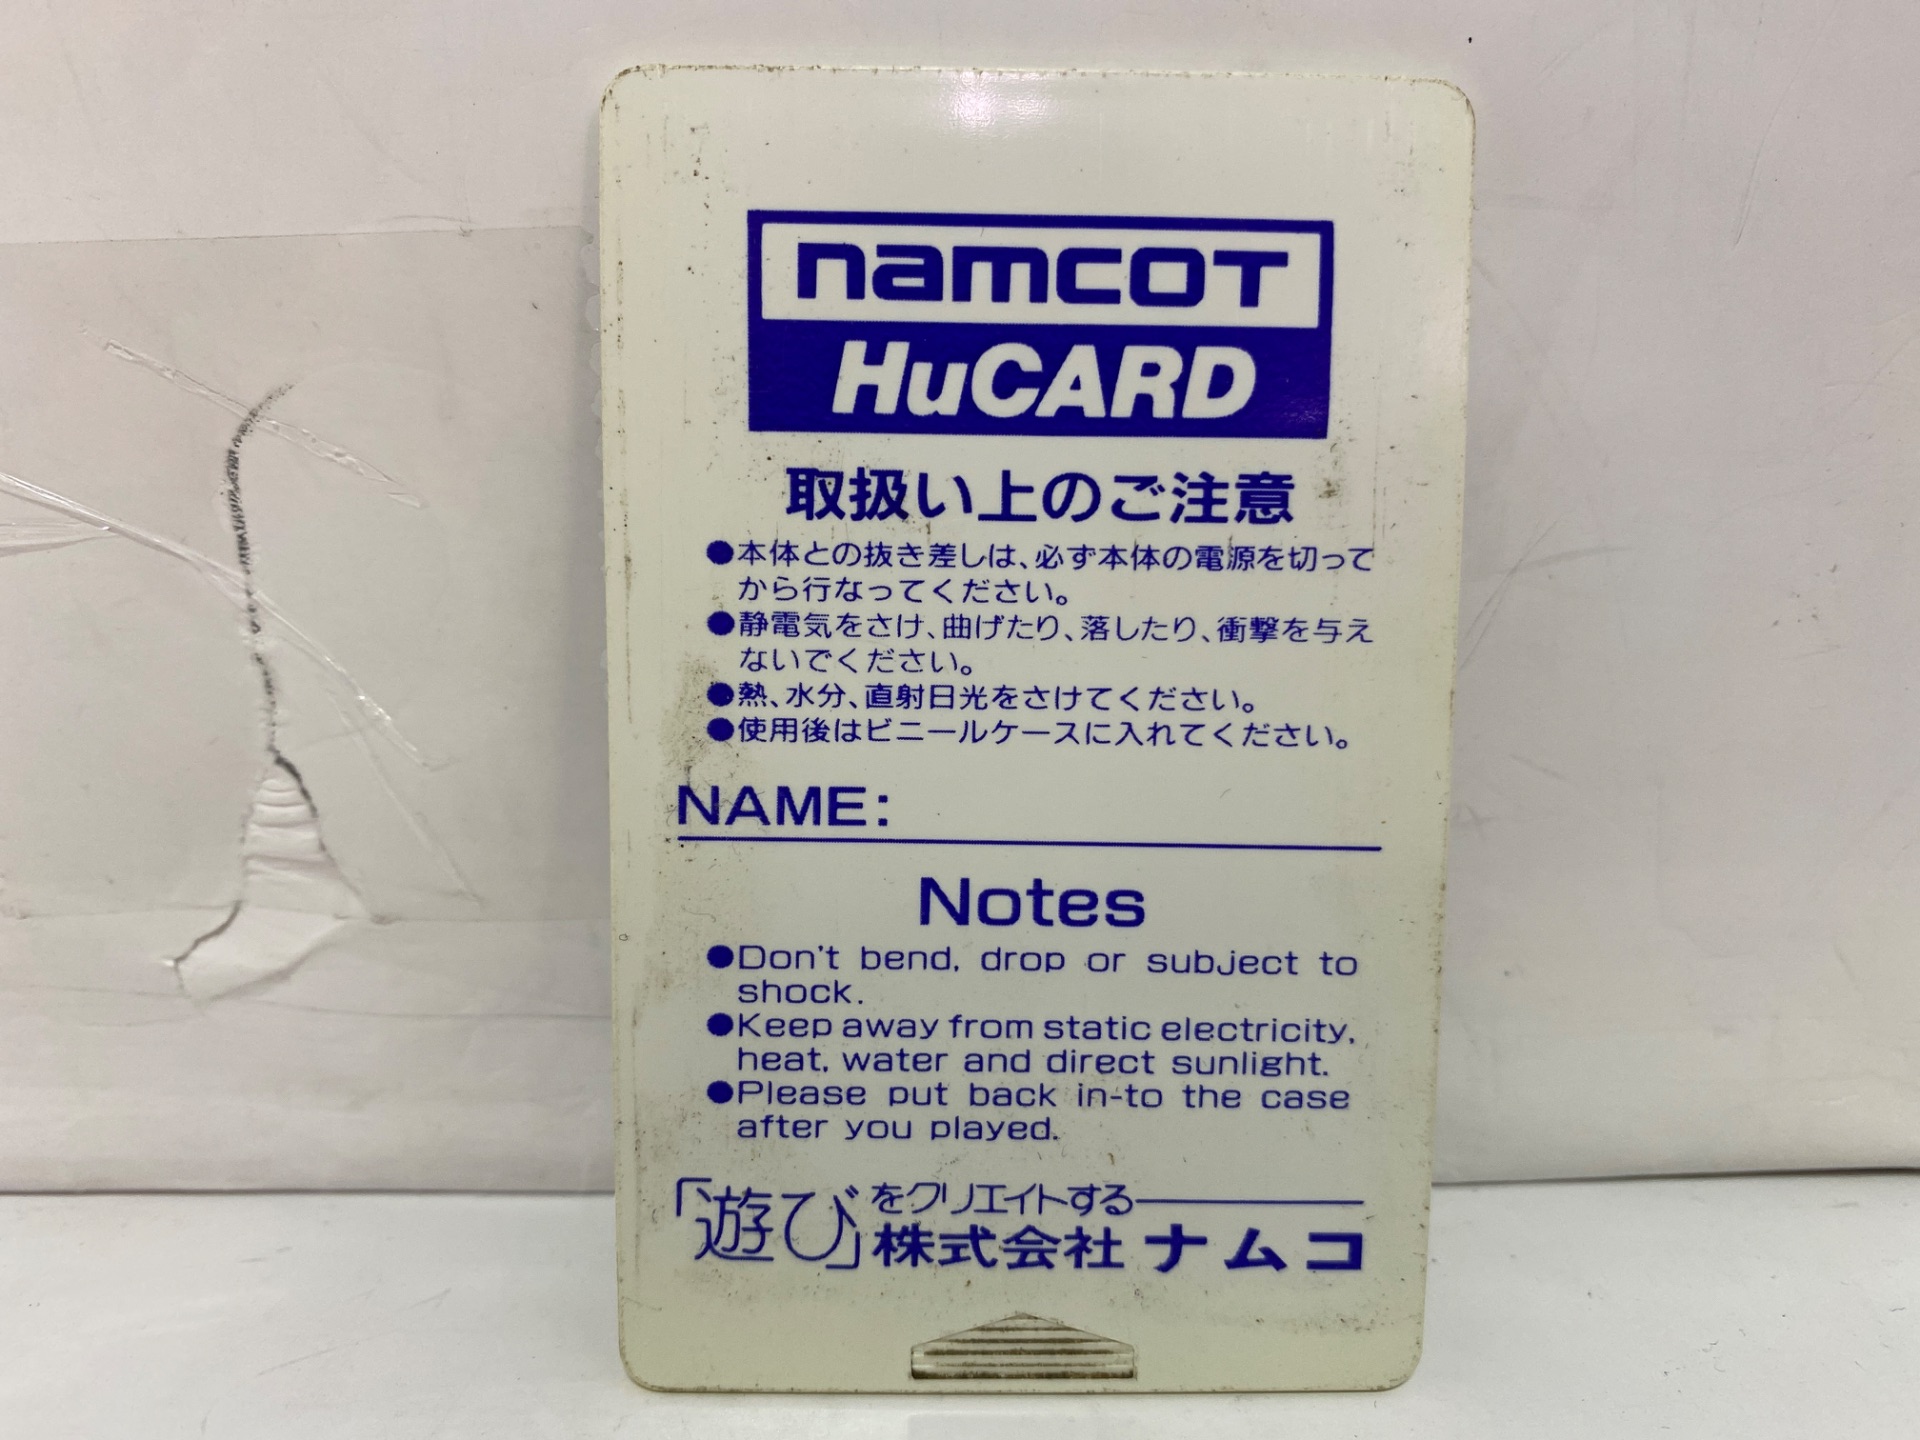 namcot
HuCARD
取扱い上のご注意
●本体との抜き差しは、必ず本体の電源を切って
から行なってください。
●静電気をさけ、曲げたり、落したり、衝撃を与え
ないでください。
●熱、水分、直射日光をさけてください。
●使用後はビニールケースに入れてください。
NAME:
Notes
●Don't bend, drop or subject to
shock.
●Keep away from static electricity,
heat, water and direct sunlight.
●Please put back in-to the case
after you played.
「遊び」をクリエイトする
株式会社ナムコ